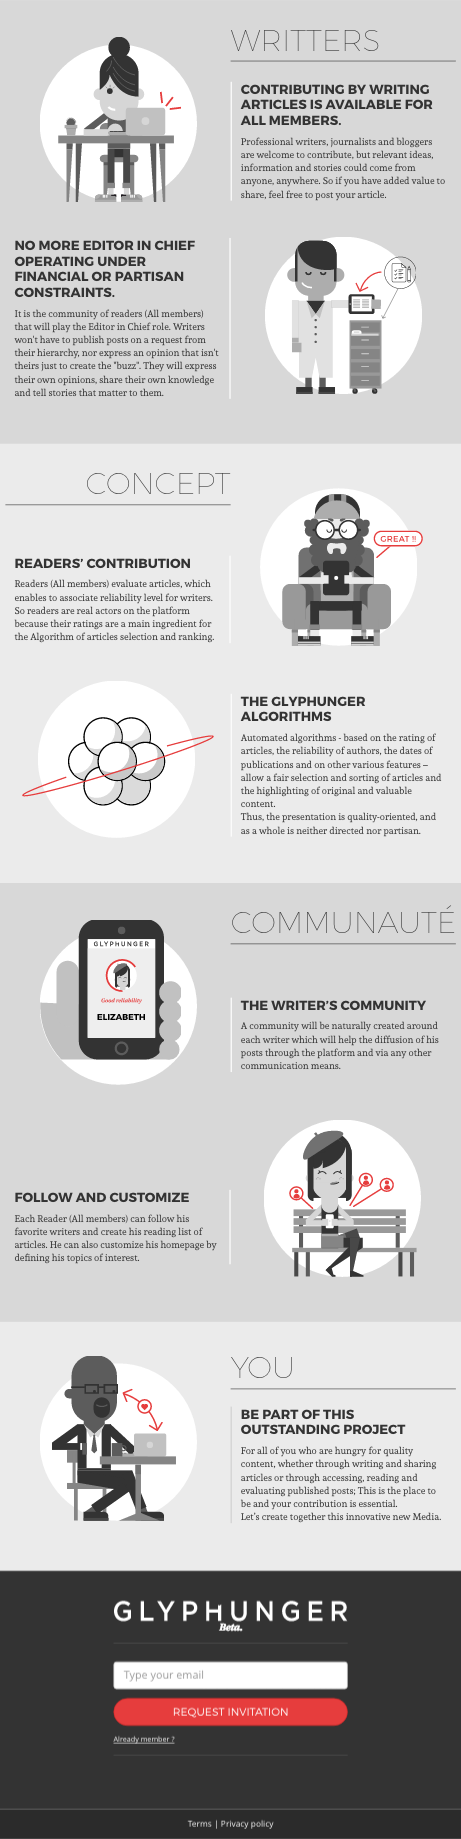 WRITTERS
CONTRIBUTING BY WRITING
ARTICLES IS AVAILABLE FOR
ALL MEMBERS.
Professional writers, journalists and bloggers
are welcome to contribute, but relevant ideas,
information and stories could come from
anyone, anywhere. So if you have added value to
share, feel free to post your article.
NO MORE EDITOR IN CHIEF
OPERATING UNDER
FINANCIAL OR PARTISAN
CONSTRAINTS.
It is the community of readers (All members)
that will play the Editor in Chief role. Writers
won't have to publish posts on a request from
their hierarchy, nor express an opinion that isn't
theirs just to create the "buzz". They will express
their own opinions, share their own knowledge
and tell stories that matter to them.
CONCEPT
GREAT !!
READERS' CONTRIBUTION
Readers (All members) evaluate articles, which
enables to associate reliability level for writers.
So readers are real actors on the platform
because their ratings are a main ingredient for
the Algorithm of articles selection and ranking.
THE GLYPHUNGER
ALGORITHMS
Automated algorithms - based on the rating of
articles, the reliability of authors, the dates of
publications and on other various features –
allow a fair selection and sorting of articles and
the highlighting of original and valuable
content.
Thus, the presentation is quality-oriented, and
as a whole is neither directed nor partisan.
COMMUNAUTÉ
GLYPHUNGER
Good reliability
ELIZABETH
THE WRITER'S COMMUNITY
A community will be naturally created around
each writer which will help the diffusion of his
posts through the platform and via any other
communication means.
FOLLOW AND CUSTOMIZE
Each Reader (All members) can follow his
favorite writers and create his reading list of
articles. He can also customize his homepage by
defining his topics of interest.
YOU
BE PART OF THIS
OUTSTANDING PROJECT
For all of you who are hungry for quality
content, whether through writing and sharing
articles or through accessing, reading and
evaluating published posts; This is the place to
be and your contribution is essential.
Let's create together this innovative new Media.
GLYPHUNGER
Beta.
Type your email
REQUEST INVITATION
Already member ?
Terms | Privacy policy